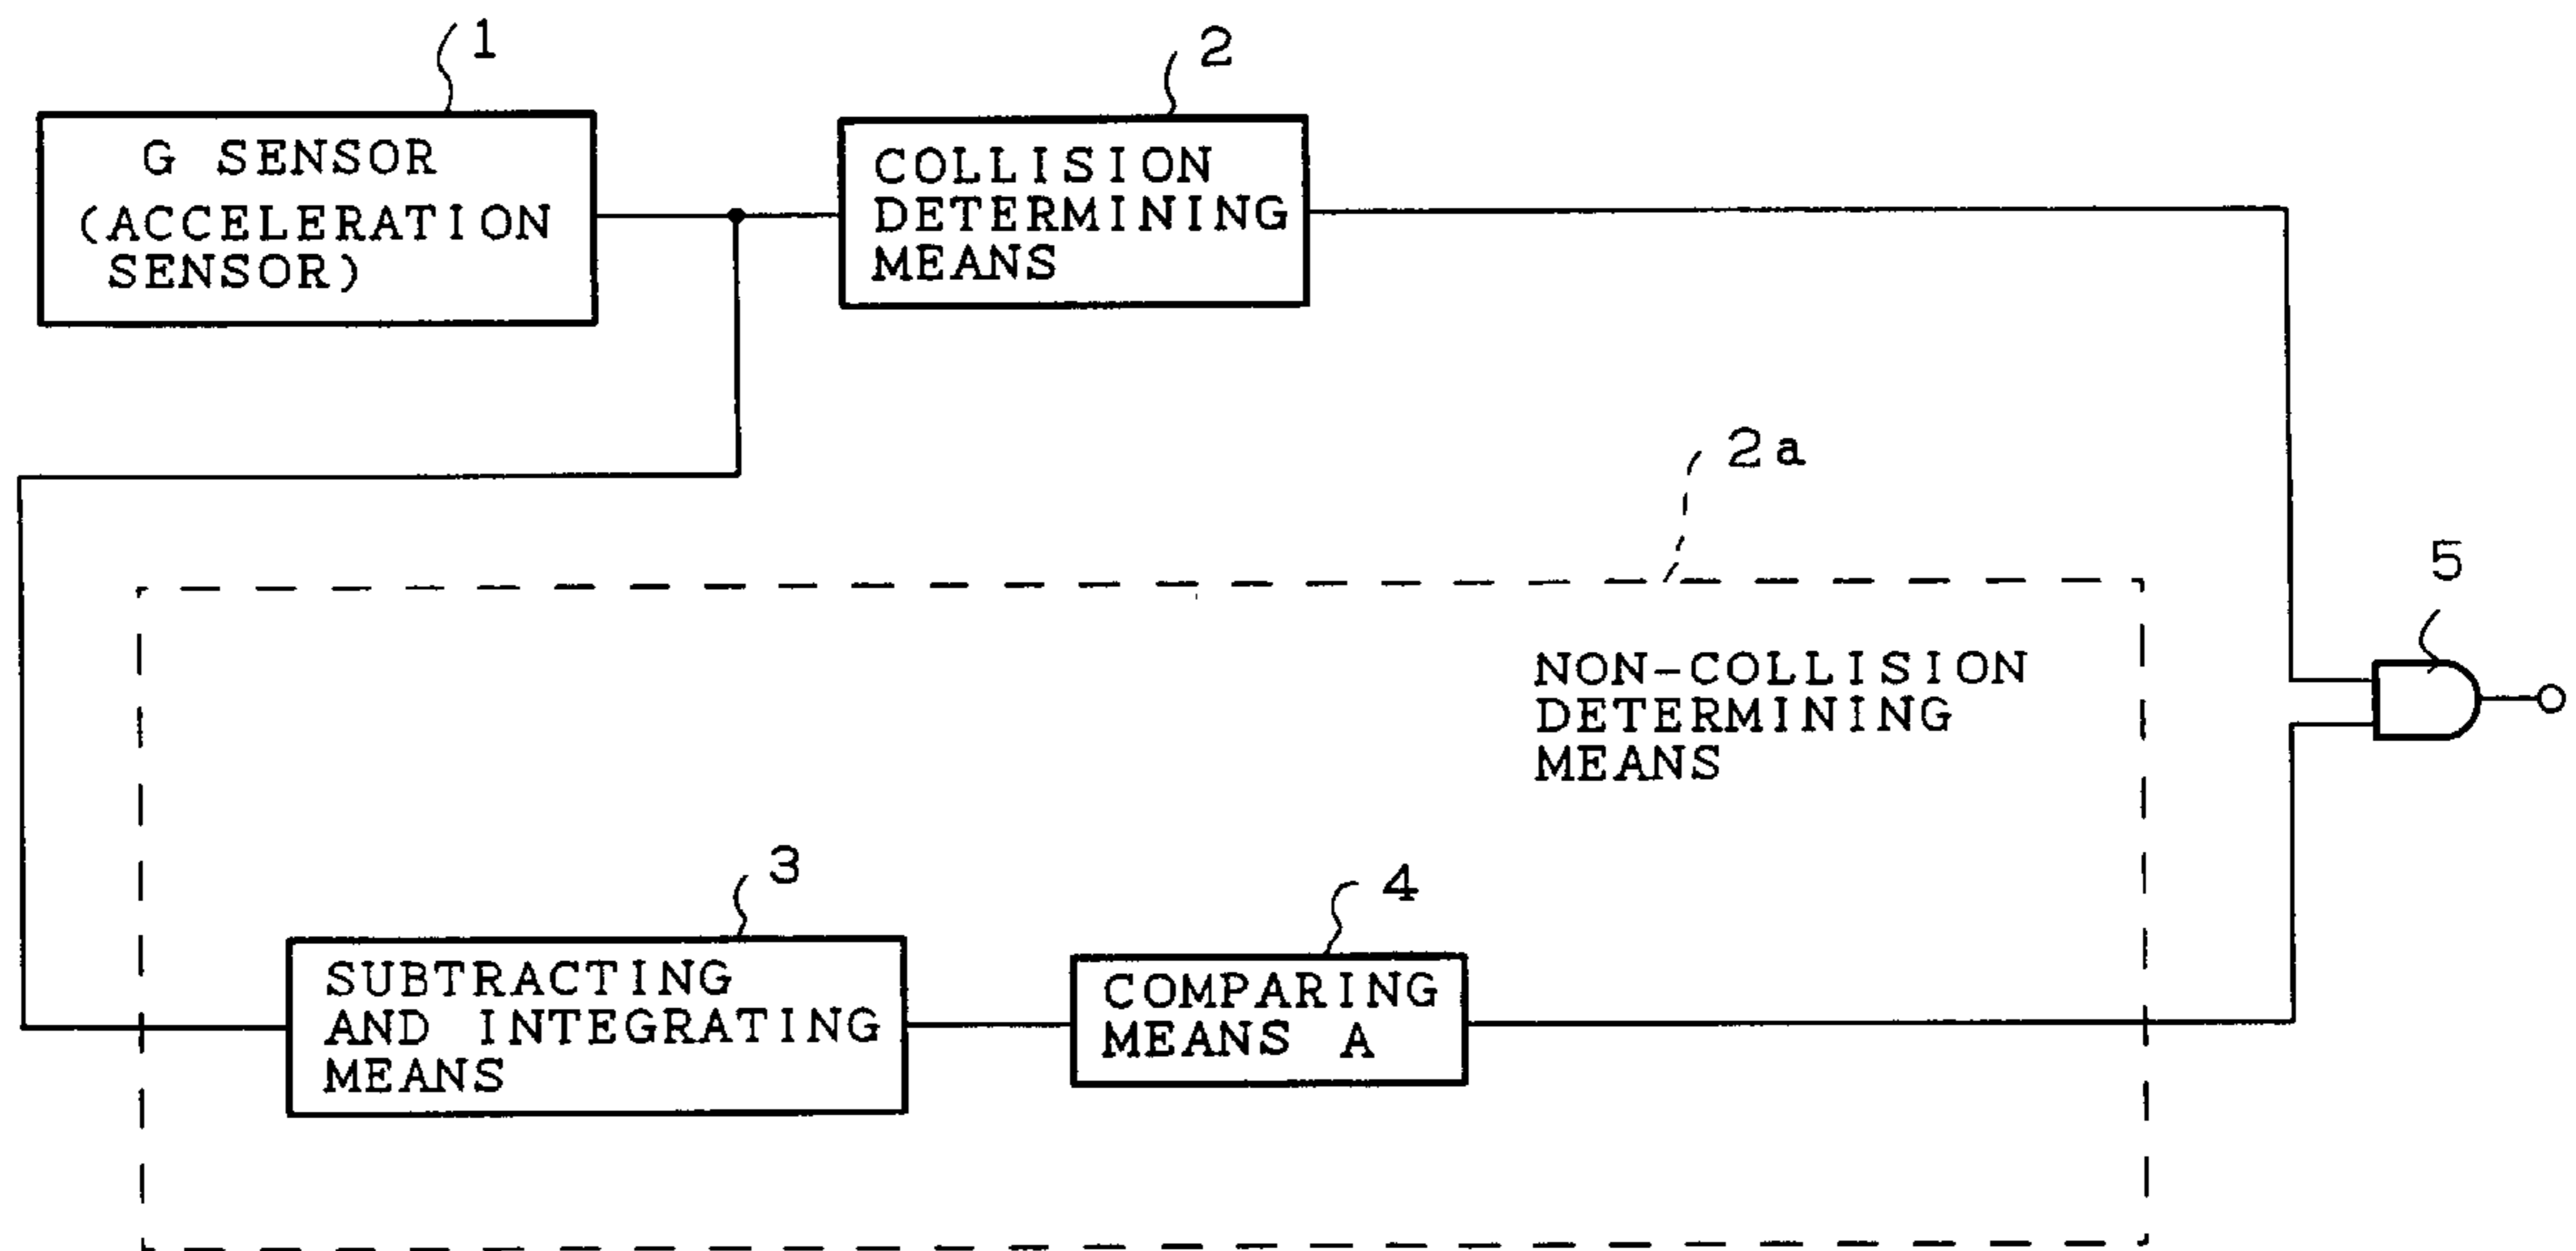 1
G SENSOR
(ACCELERATION
SENSOR)
2
COLLISION
DETERMINING
MEANS
2a
NON-COLLISION
DETERMINING
MEANS
5
3
SUBTRACTING
AND INTEGRATING
MEANS
4
COMPARING
MEANS A